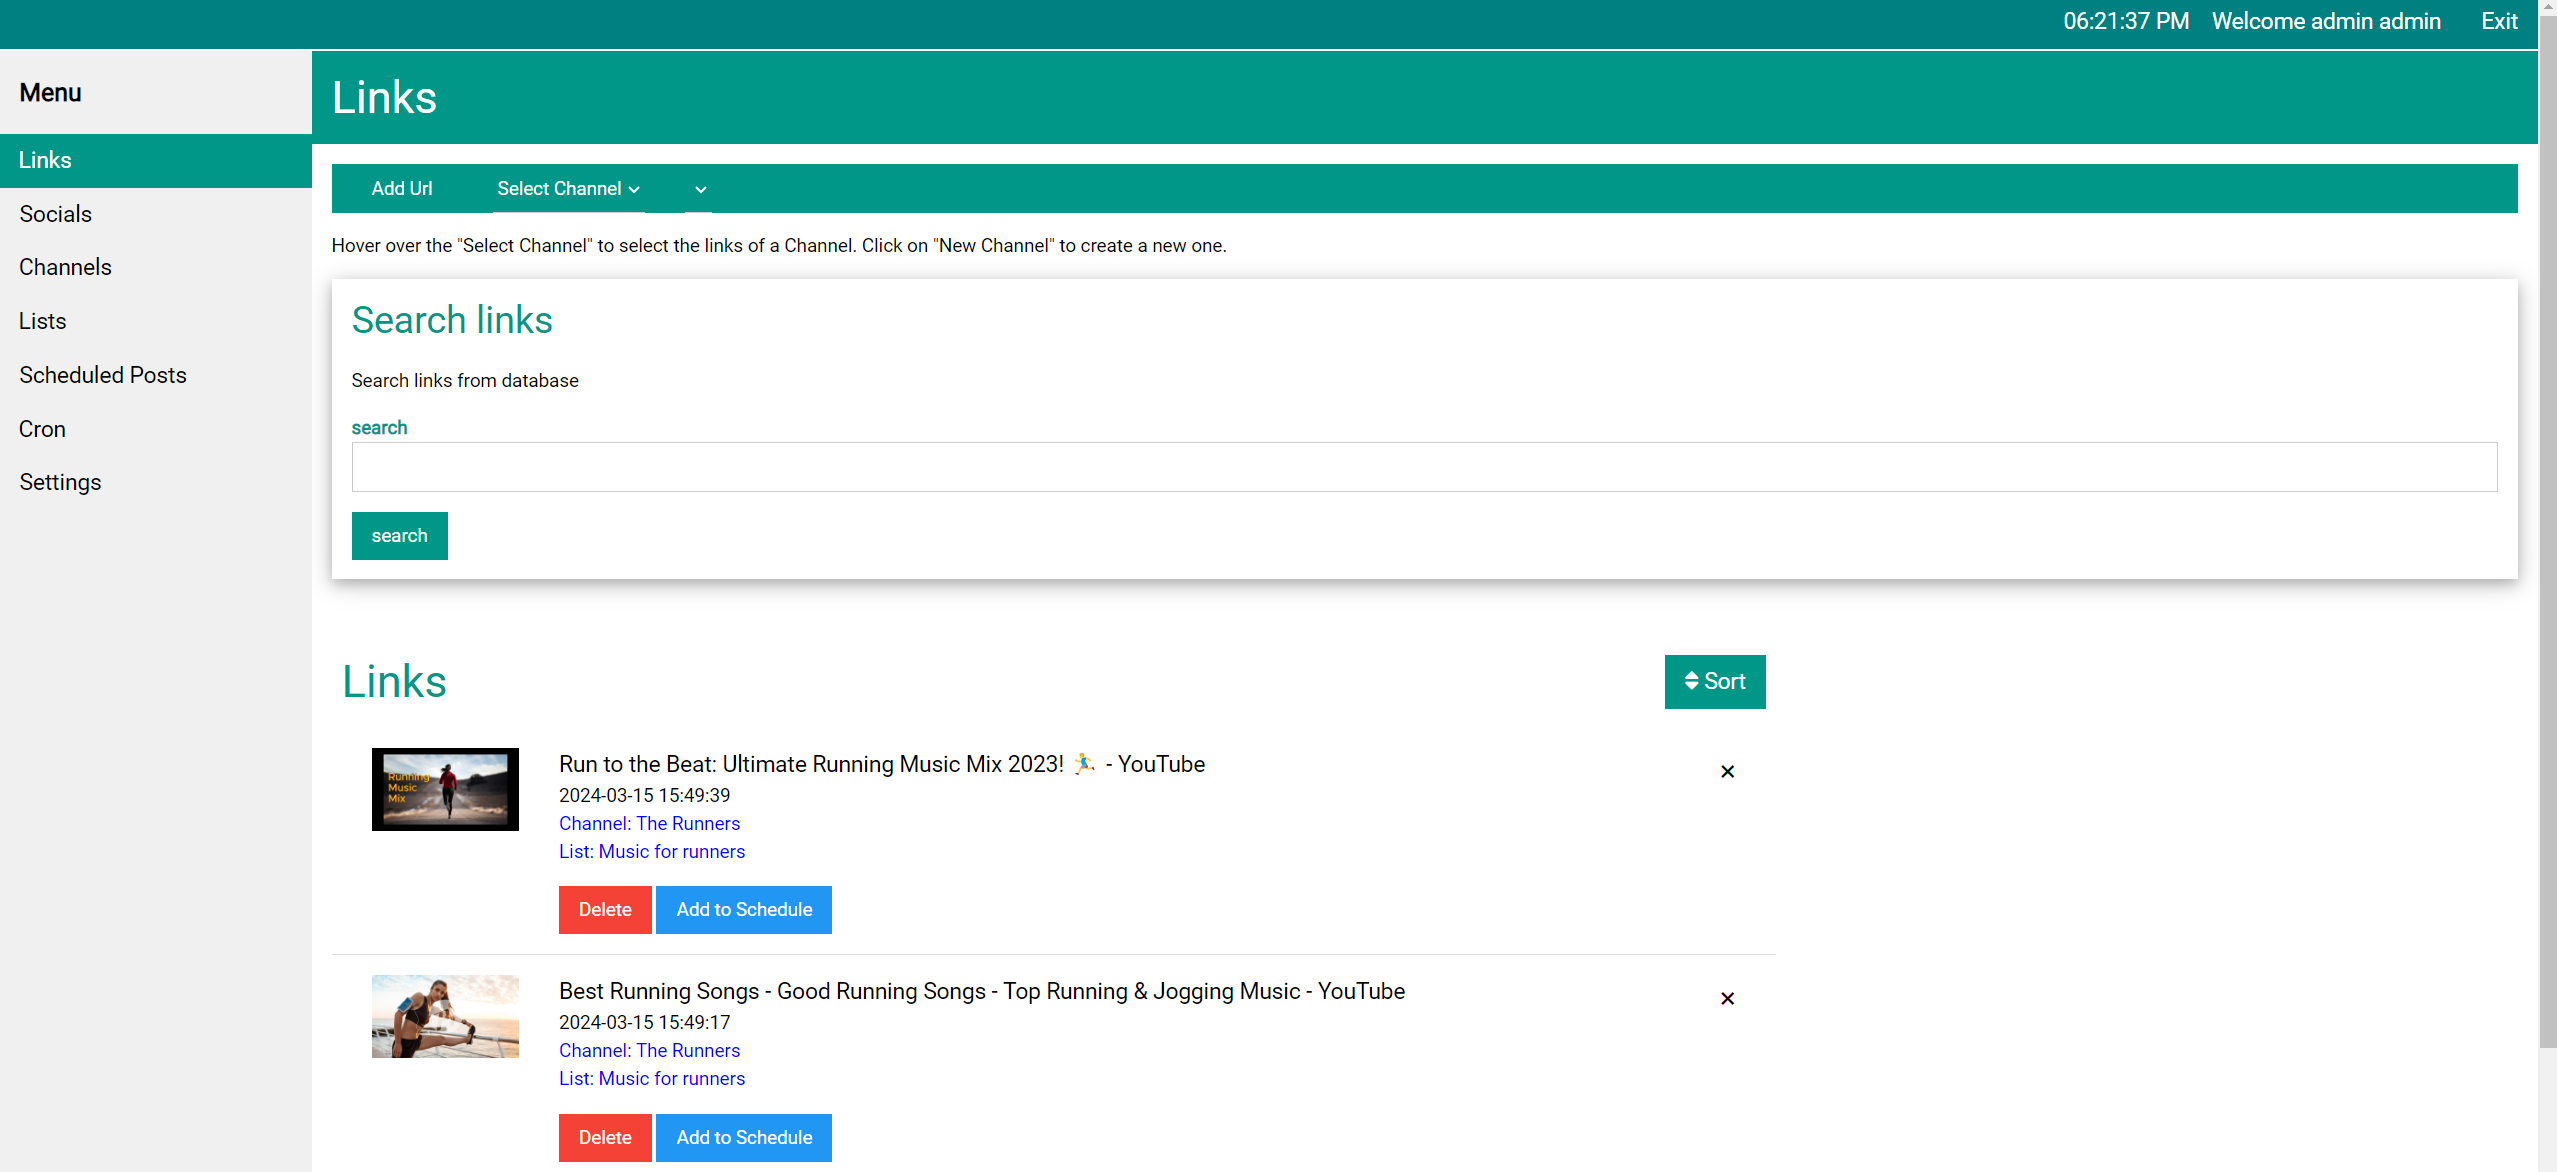 06:21:37 PM Welcome admin admin Exit
Menu
Links
Socials
Channels
Lists
Scheduled Posts
Cron
Settings
Links
Add Url Select Channel
Hover over the "Select Channel" to select the links of a Channel. Click on "New Channel" to create a new one.
Search links
Search links from database
search
search
Links
Sort
Running
Music
Mix
Run to the Beat: Ultimate Running Music Mix 2023! 🏃 - YouTube
2024-03-15 15:49:39
Channel: The Runners
List: Music for runners
Delete Add to Schedule
Best Running Songs - Good Running Songs - Top Running & Jogging Music - YouTube
2024-03-15 15:49:17
Channel: The Runners
List: Music for runners
Delete Add to Schedule